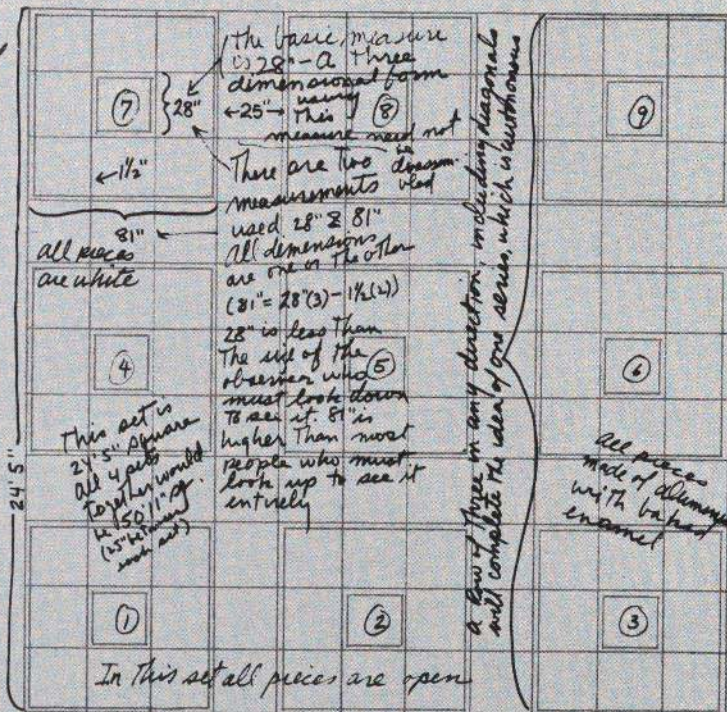 the basic measure
is 28" – a three
dimensional form
using
this
measure need not
be
disassem-
bled
⑦
28"
←25"→
⑧
⑨
←1½"
There are two
measurements
used 28" & 81"
All dimensions
are one or the other
(81" = 28"(3) – 1½(2))
28" is less than
the size of the
observer who
must look down
to see it. 81" is
higher than most
people who must
look up to see it
entirely
81"
all pieces
are white
④
⑤
⑥
This set is
24'5" square
all 4 sets
together would
be 50'11" sq.
(25" between
each set)
24'5"
a row of three in any direction, including diagonals
will complete the idea of one series, which is autonomous
all pieces
made of aluminum
with baked
enamel
①
②
③
In this set all pieces are open